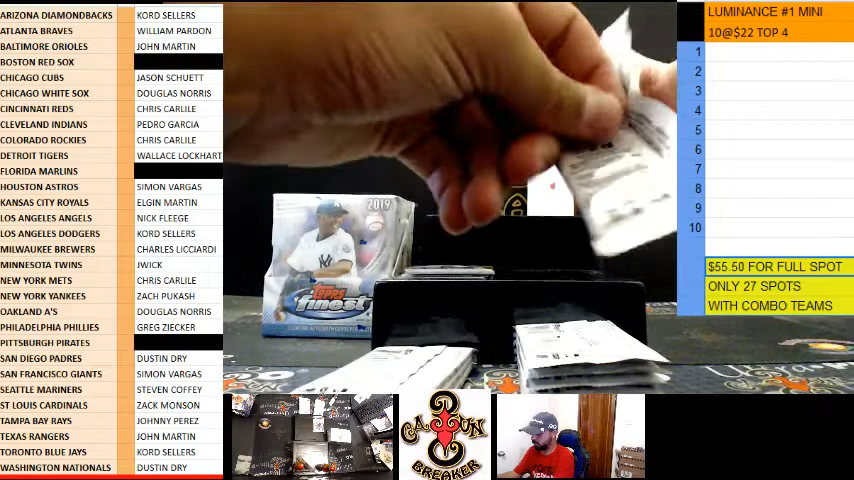 ARIZONA DIAMONDBACKS KORD SELLERS
ATLANTA BRAVES WILLIAM PARDON
BALTIMORE ORIOLES JOHN MARTIN
BOSTON RED SOX
CHICAGO CUBS JASON SCHUETT
CHICAGO WHITE SOX DOUGLAS NORRIS
CINCINNATI REDS CHRIS CARLILE
CLEVELAND INDIANS PEDRO GARCIA
COLORADO ROCKIES CHRIS CARLILE
DETROIT TIGERS WALLACE LOCKHART
FLORIDA MARLINS
HOUSTON ASTROS SIMON VARGAS
KANSAS CITY ROYALS ELGIN MARTIN
LOS ANGELES ANGELS NICK FLEEGE
LOS ANGELES DODGERS KORD SELLERS
MILWAUKEE BREWERS CHARLES LICCIARDI
MINNESOTA TWINS JWICK
NEW YORK METS CHRIS CARLILE
NEW YORK YANKEES ZACH PUKASH
OAKLAND A'S DOUGLAS NORRIS
PHILADELPHIA PHILLIES GREG ZIECKER
PITTSBURGH PIRATES
SAN DIEGO PADRES DUSTIN DRY
SAN FRANCISCO GIANTS SIMON VARGAS
SEATTLE MARINERS STEVEN COFFEY
ST LOUIS CARDINALS ZACK MONSON
TAMPA BAY RAYS JOHNNY PEREZ
TEXAS RANGERS JOHN MARTIN
TORONTO BLUE JAYS KORD SELLERS
WASHINGTON NATIONALS DUSTIN DRY
2019
TOPPS
finest
CAJUN
BREAKER
LUMINANCE #1 MINI
10@$22 TOP 4
1
2
3
4
5
6
7
8
9
10
$55.50 FOR FULL SPOT
ONLY 27 SPOTS
WITH COMBO TEAMS